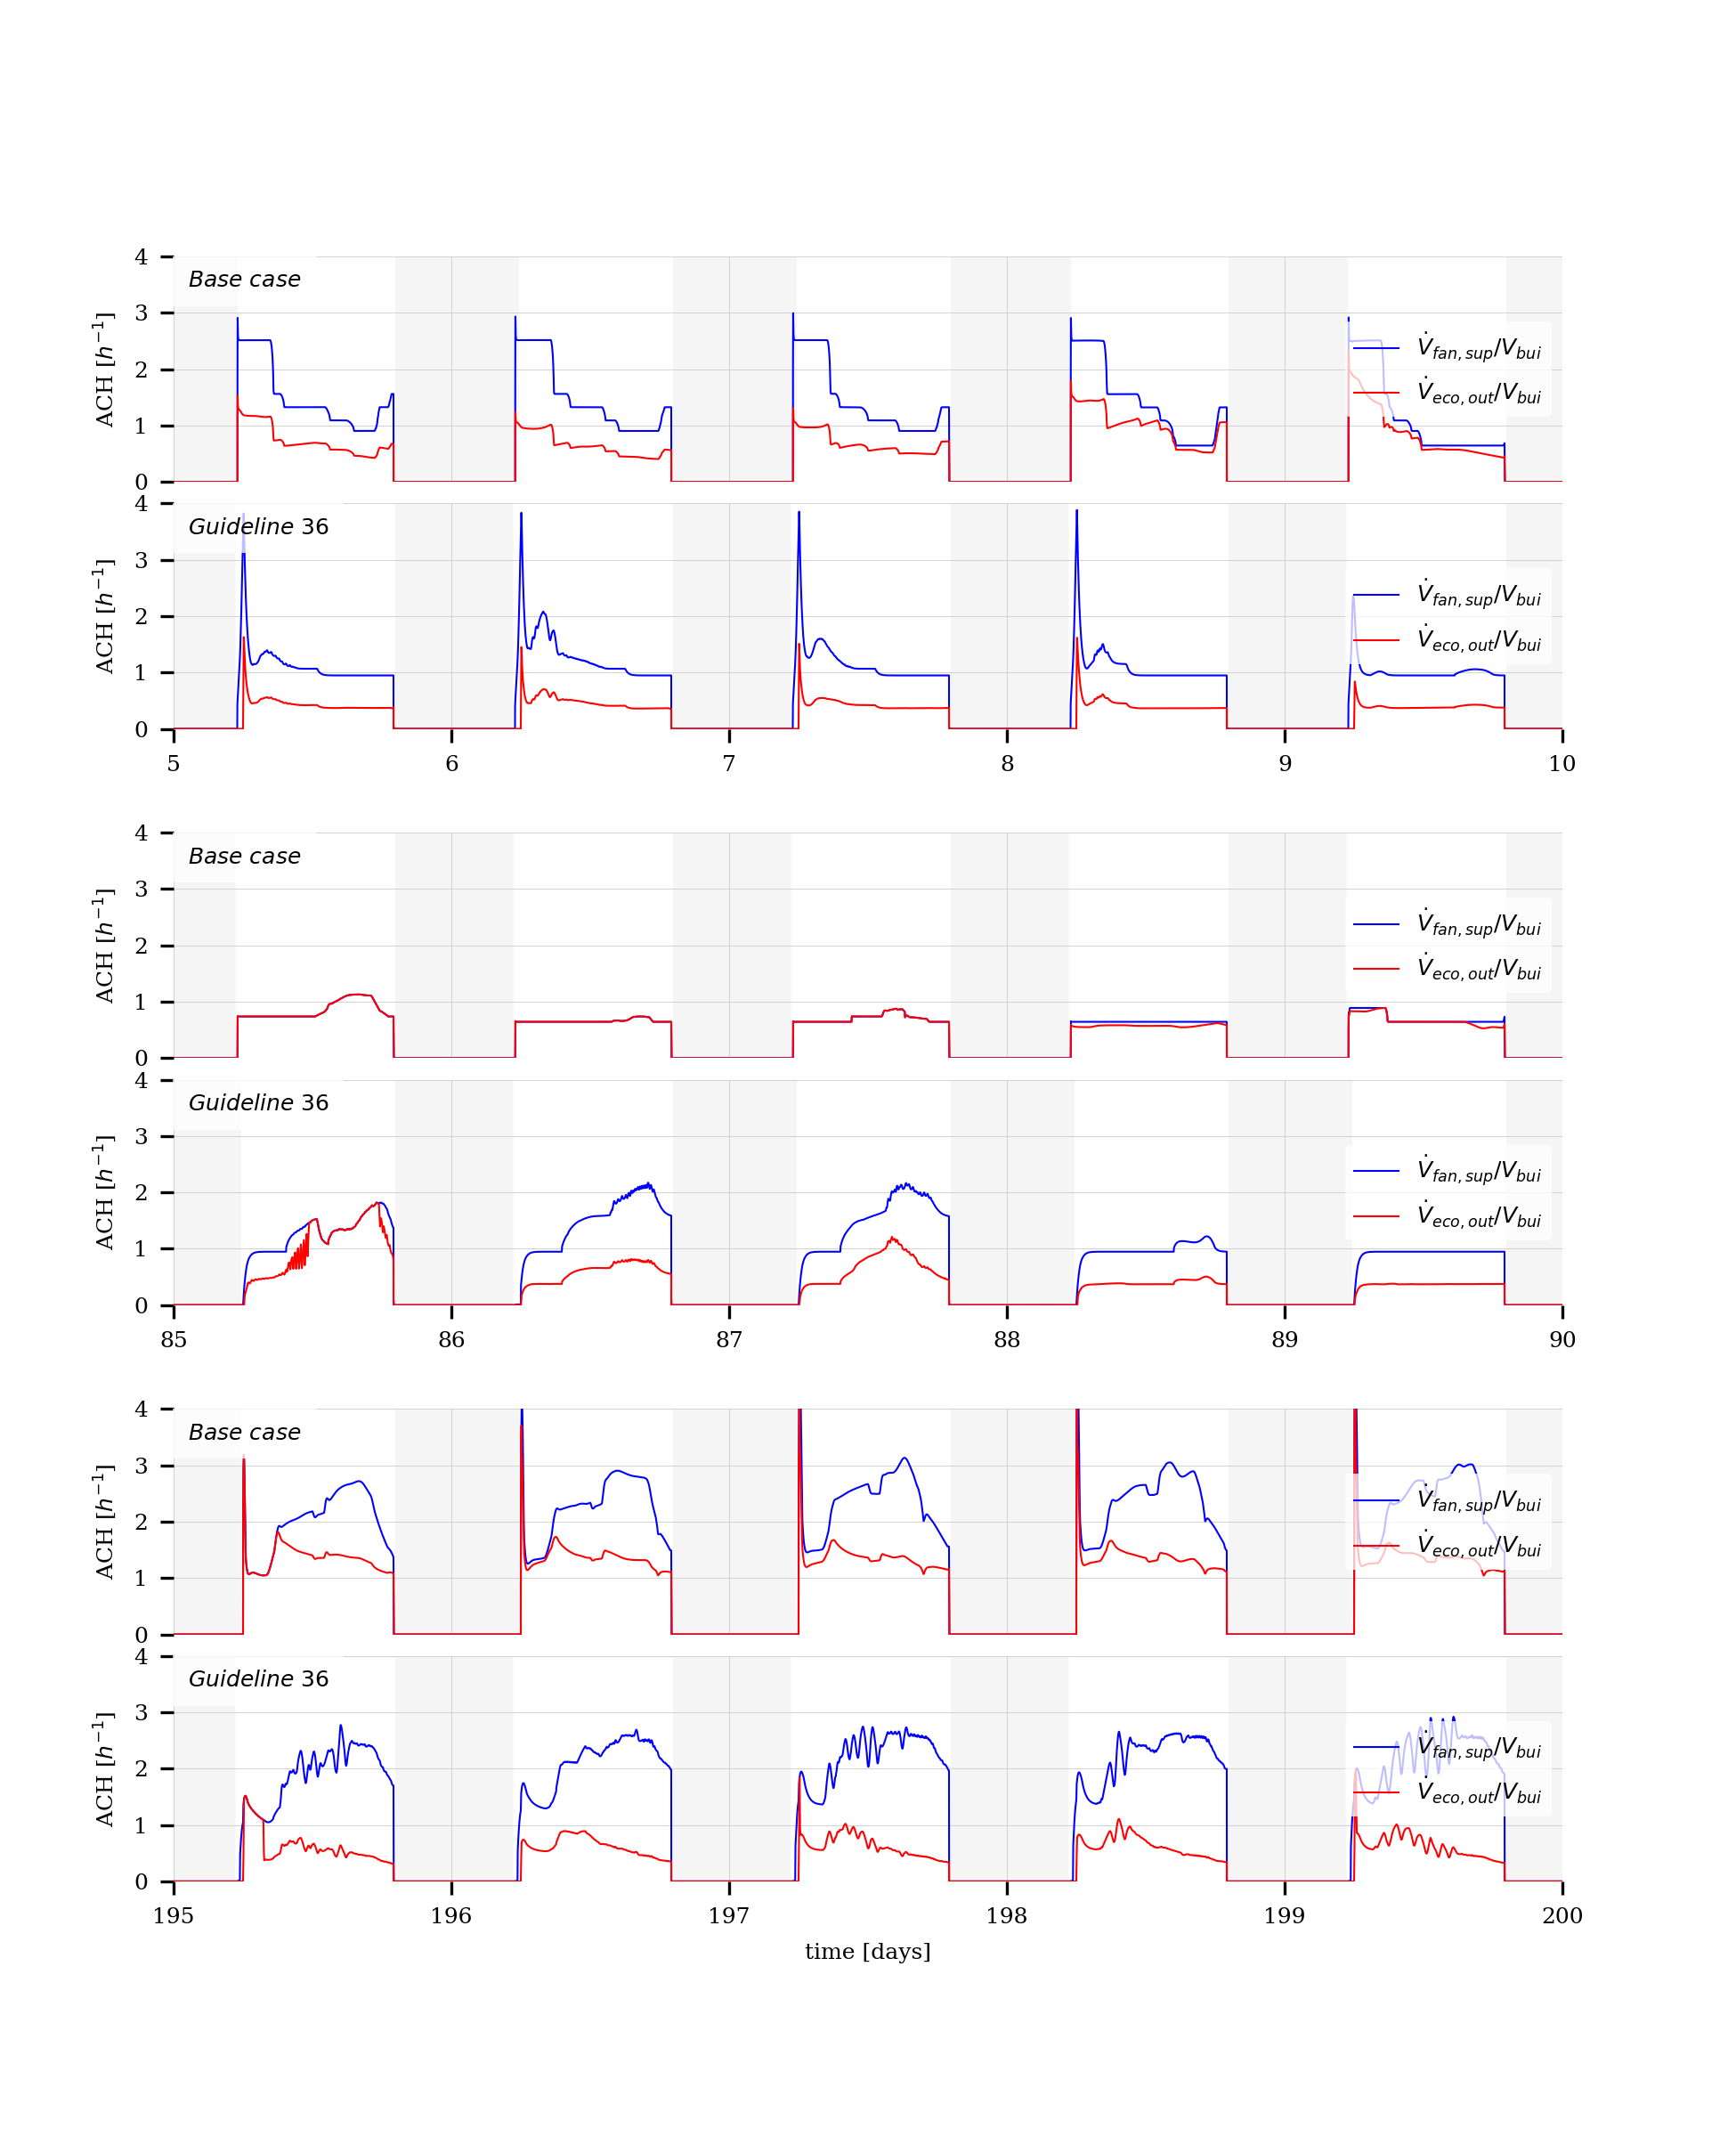 Base case
ACH [h⁻¹]
4
3
2
1
0
V̇fan, sup/Vbui
V̇eco, out/Vbui
Guideline 36
ACH [h⁻¹]
4
3
2
1
0
V̇fan, sup/Vbui
V̇eco, out/Vbui
5 6 7 8 9 10
Base case
ACH [h⁻¹]
4
3
2
1
0
V̇fan, sup/Vbui
V̇eco, out/Vbui
Guideline 36
ACH [h⁻¹]
4
3
2
1
0
V̇fan, sup/Vbui
V̇eco, out/Vbui
85 86 87 88 89 90
Base case
ACH [h⁻¹]
4
3
2
1
0
V̇fan, sup/Vbui
V̇eco, out/Vbui
Guideline 36
ACH [h⁻¹]
4
3
2
1
0
V̇fan, sup/Vbui
V̇eco, out/Vbui
195 196 197 198 199 200
time [days]